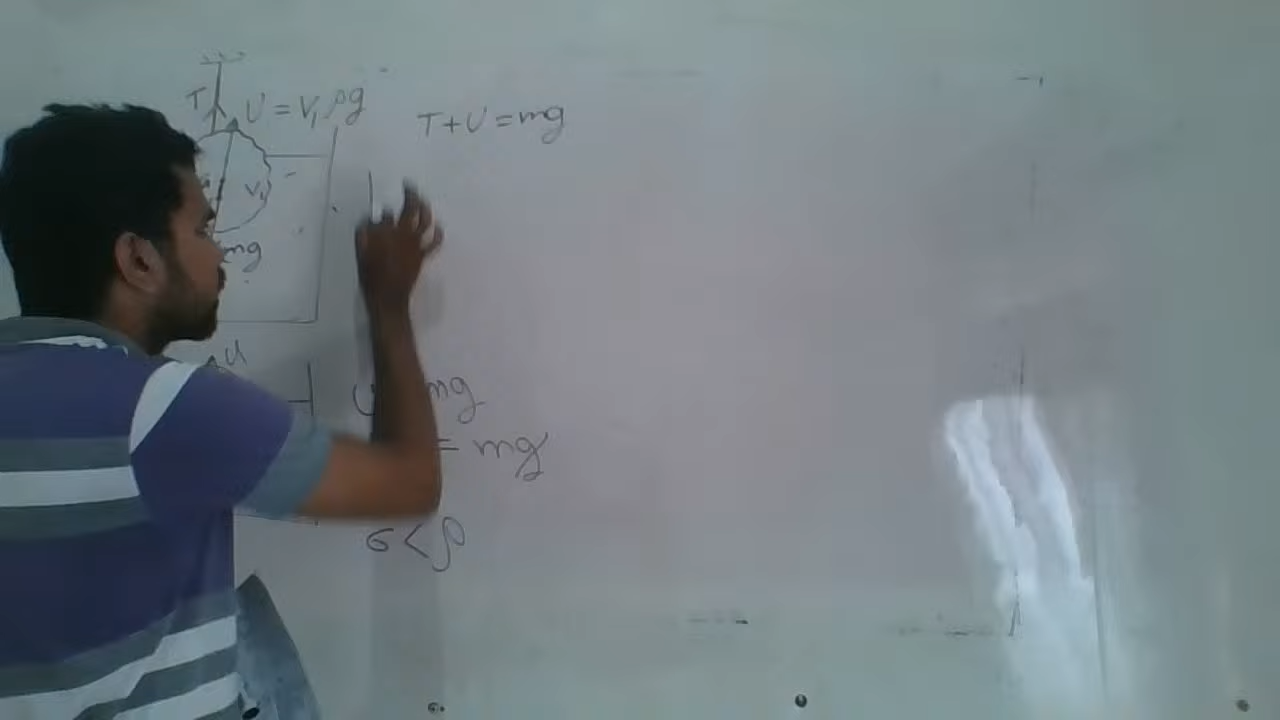 T
U = V₁ρg
T+U=mg
V₁
mg
U
mg
= mg
σ < ρ